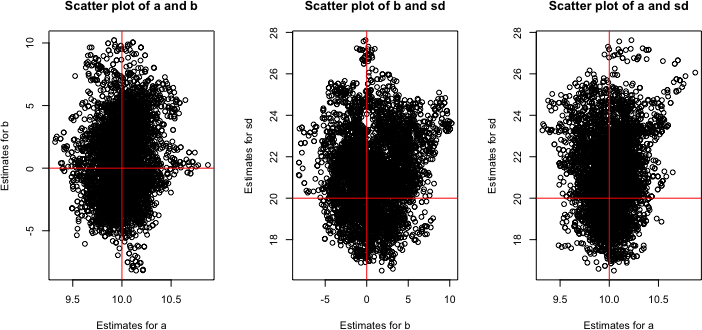 Scatter plot of a and b
Estimates for b
10
5
0
-5
9.5 10.0 10.5
Estimates for a
Scatter plot of b and sd
Estimates for sd
28
26
24
22
20
18
-5 0 5 10
Estimates for b
Scatter plot of a and sd
Estimates for sd
28
26
24
22
20
18
9.5 10.0 10.5
Estimates for a